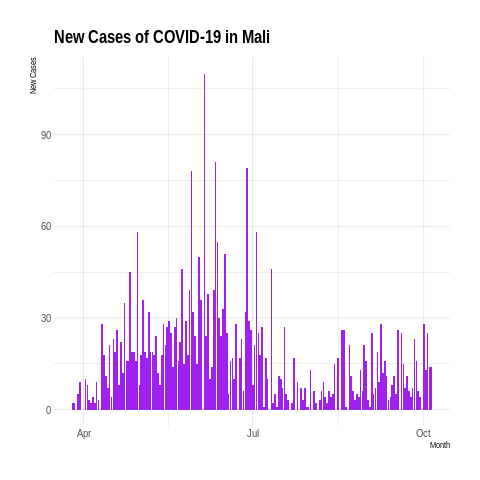 New Cases of COVID-19 in Mali
New Cases
90
60
30
0
Apr
Jul
Oct
Month